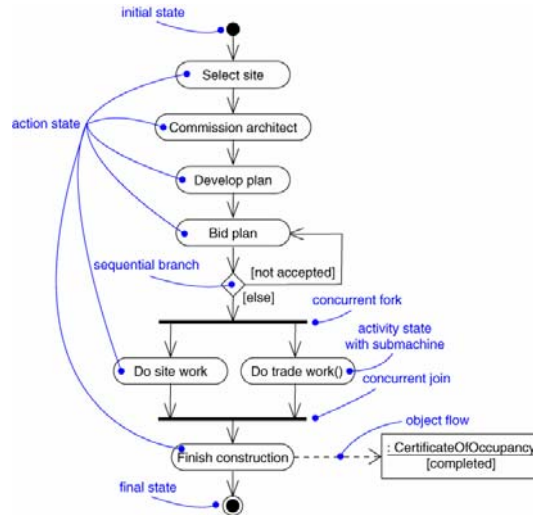 initial state
Select site
action state
Commission architect
Develop plan
Bid plan
sequential branch
[not accepted]
[else]
concurrent fork
activity state
with submachine
Do site work
Do trade work()
concurrent join
object flow
: CertificateOfOccupancy
[completed]
Finish construction
final state